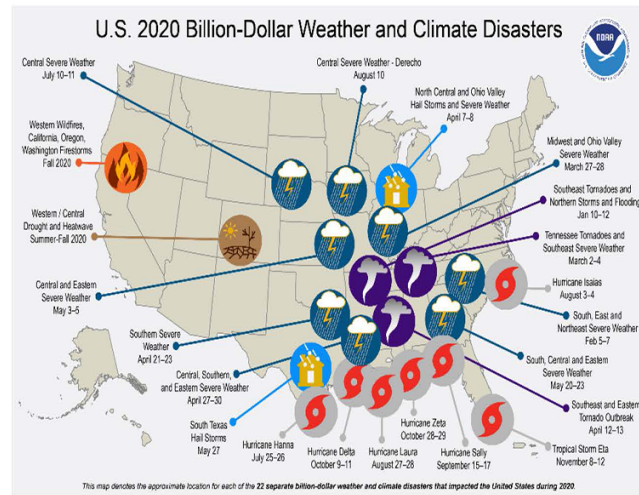 U.S. 2020 Billion-Dollar Weather and Climate Disasters
NOAA
Central Severe Weather
July 10–11
Central Severe Weather - Derecho
August 10
North Central and Ohio Valley
Hail Storms and Severe Weather
April 7–8
Western Wildfires,
California, Oregon,
Washington Firestorms
Fall 2020
Midwest and Ohio Valley
Severe Weather
March 27–28
Southeast Tornadoes and
Northern Storms and Flooding
Jan 10–12
Western / Central
Drought and Heatwave
Summer-Fall 2020
Tennessee Tornadoes and
Southeast Severe Weather
March 2–4
Central and Eastern
Severe Weather
May 3–5
Hurricane Isaias
August 3–4
South, East and
Northeast Severe Weather
Feb 5–7
Southern Severe
Weather
April 21–23
South, Central and Eastern
Severe Weather
May 20–23
Central, Southern,
and Eastern Severe Weather
April 27–30
Southeast and Eastern
Tornado Outbreak
April 12–13
South Texas
Hail Storms
May 27
Hurricane Hanna
July 25–26
Hurricane Delta
October 9–11
Hurricane Laura
August 27–28
Hurricane Zeta
October 28–29
Hurricane Sally
September 15–17
Tropical Storm Eta
November 8–12
This map denotes the approximate location for each of the 22 separate billion-dollar weather and climate disasters that impacted the United States during 2020.